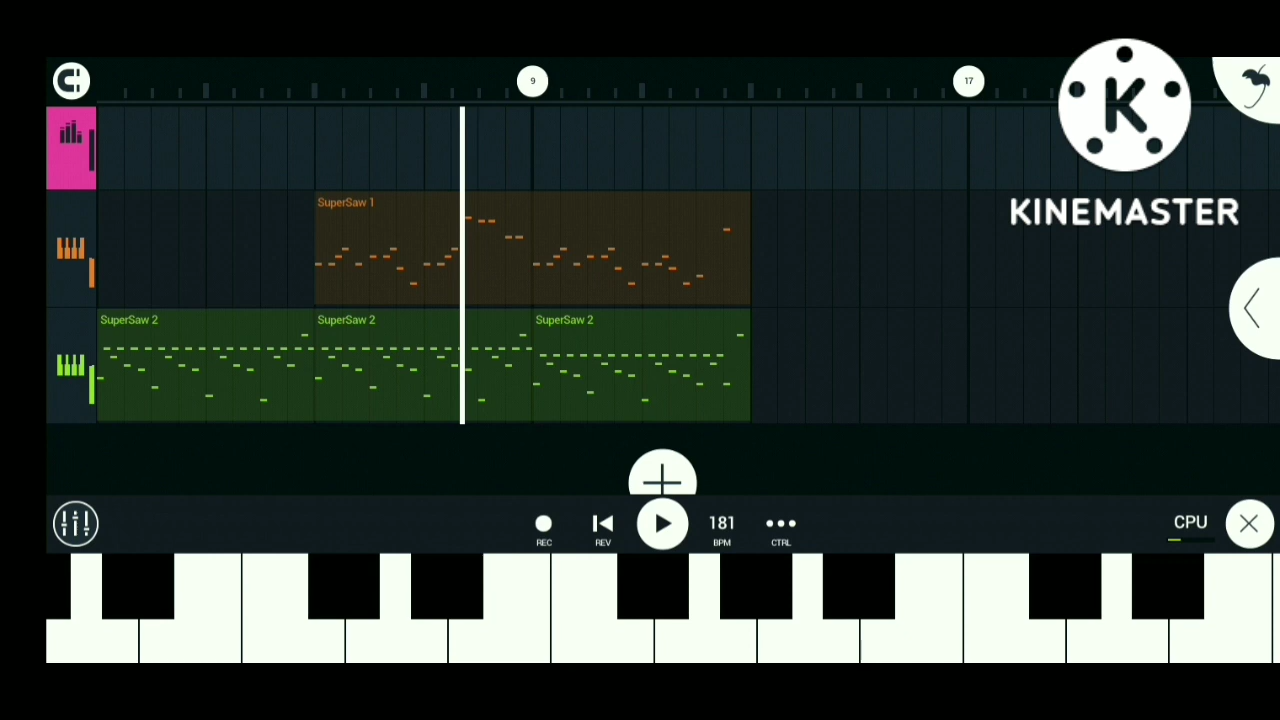 9
17
KINEMASTER
SuperSaw 1
SuperSaw 2
SuperSaw 2
SuperSaw 2
REC
REV
181
BPM
CTRL
CPU